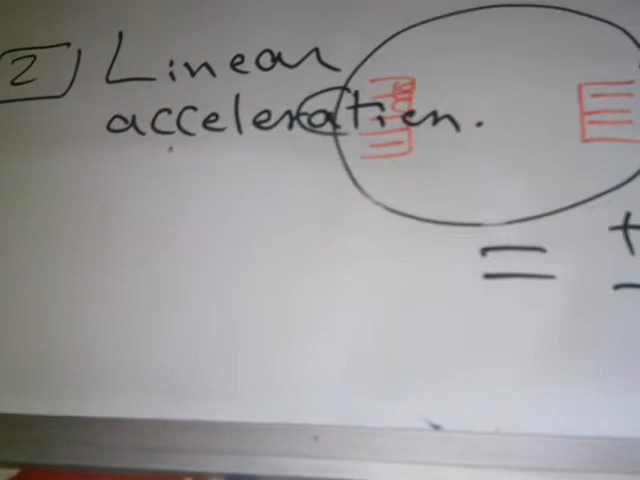 2 Linear
acceleration.
=